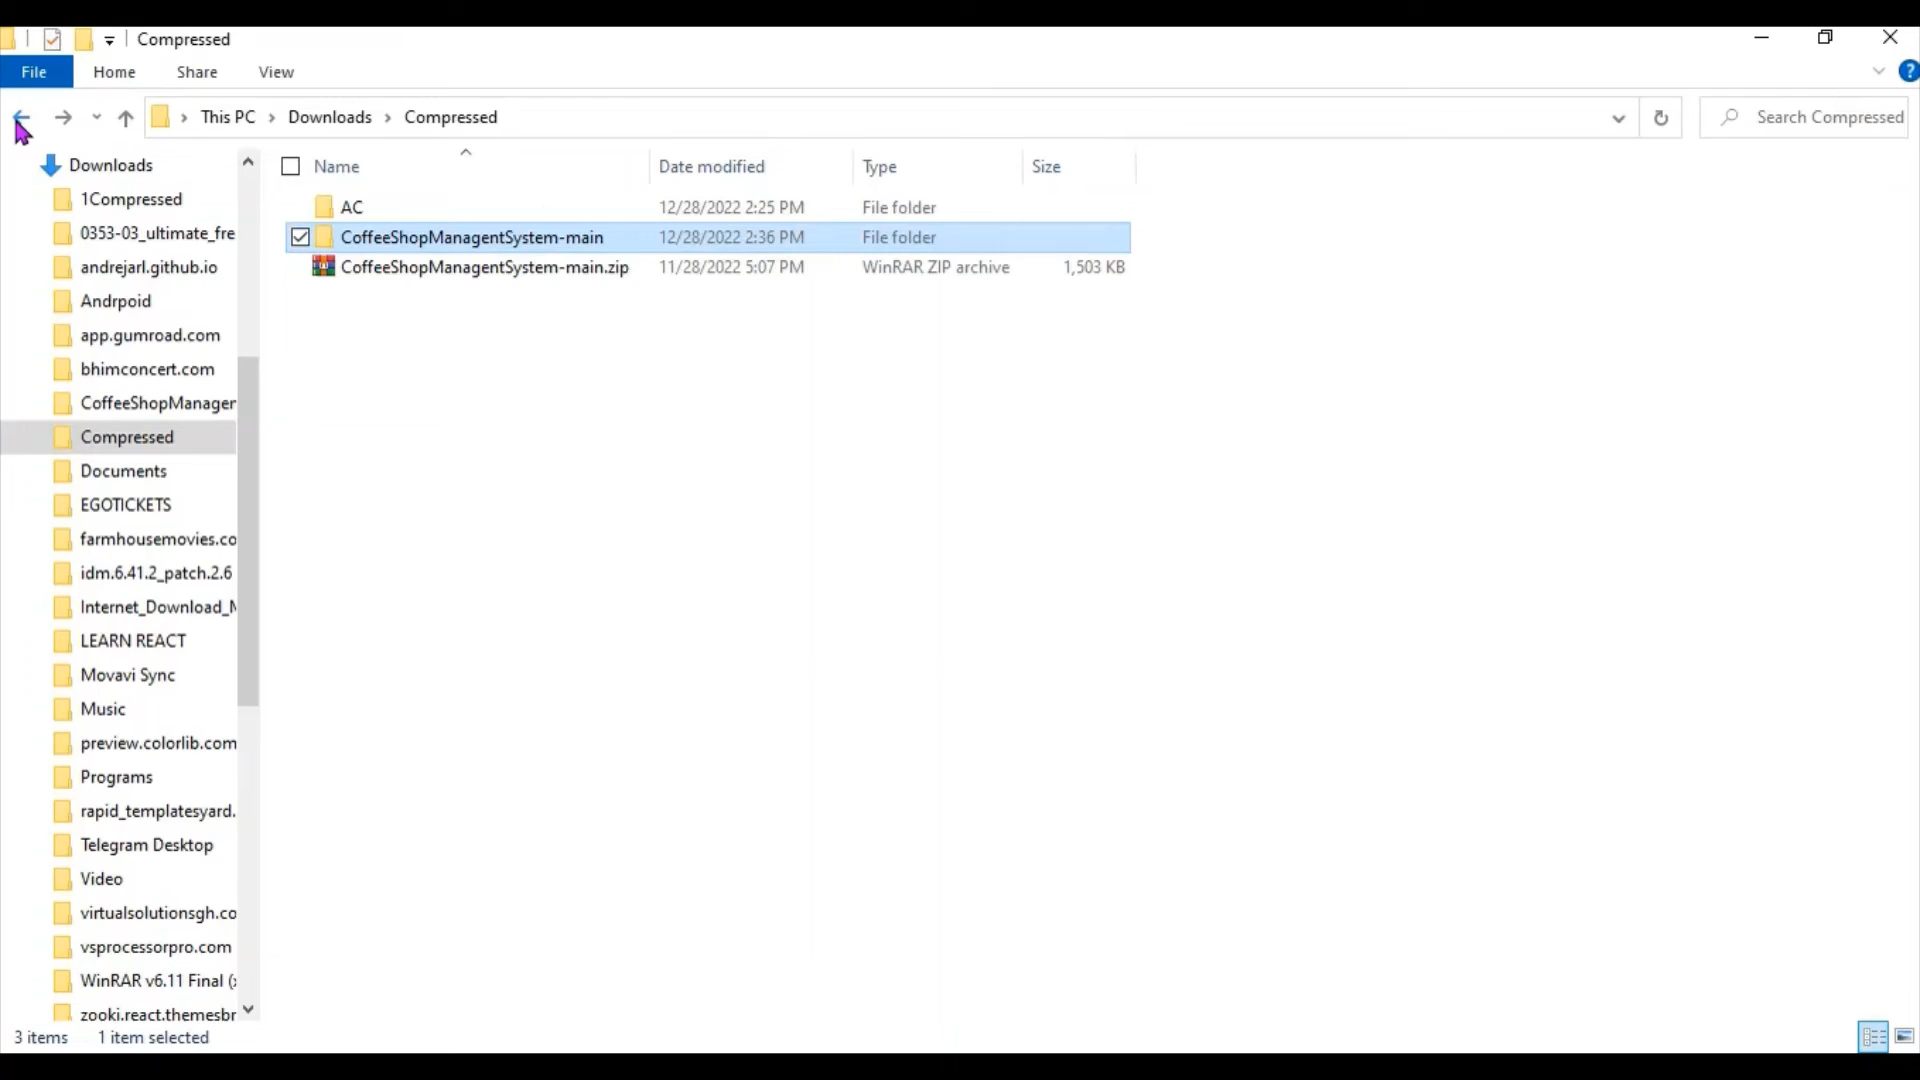 Compressed
File Home Share View ?
This PC Downloads Compressed Search Compressed
Name Date modified Type Size
AC 12/28/2022 2:25 PM File folder
CoffeeShopManagentSystem-main 12/28/2022 2:36 PM File folder
CoffeeShopManagentSystem-main.zip 11/28/2022 5:07 PM WinRAR ZIP archive 1,503 KB
Downloads
1Compressed
0353-03_ultimate_fre
andrejarl.github.io
Andrpoid
app.gumroad.com
bhimconcert.com
CoffeeShopManager
Compressed
Documents
EGOTICKETS
farmhousemovies.co
idm.6.41.2_patch.2.6
Internet_Download_M
LEARN REACT
Movavi Sync
Music
preview.colorlib.com
Programs
rapid_templatesyard.
Telegram Desktop
Video
virtualsolutionsgh.co
vsprocessorpro.com
WinRAR v6.11 Final (x
zooki.react.themesbr
3 items 1 item selected